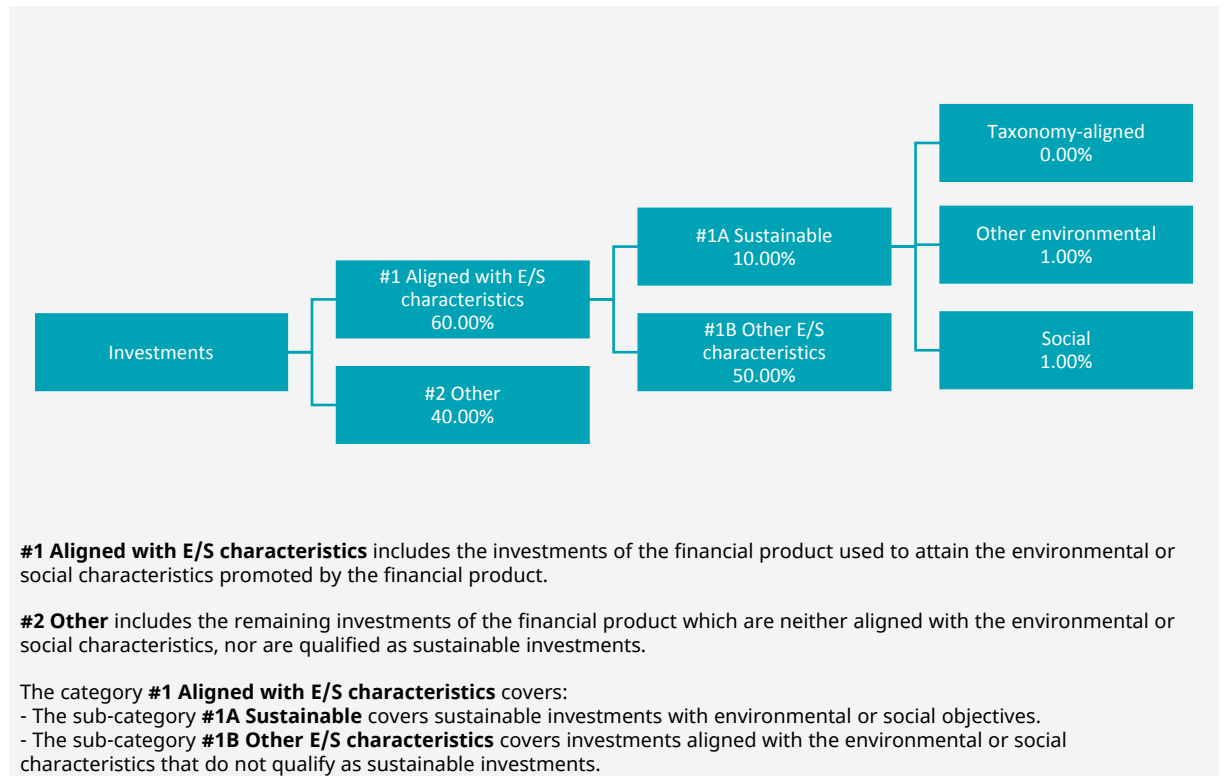 Investments
#1 Aligned with E/S
characteristics
60.00%
#2 Other
40.00%
#1A Sustainable
10.00%
#1B Other E/S
characteristics
50.00%
Taxonomy-aligned
0.00%
Other environmental
1.00%
Social
1.00%
#1 Aligned with E/S characteristics includes the investments of the financial product used to attain the environmental or
social characteristics promoted by the financial product.
#2 Other includes the remaining investments of the financial product which are neither aligned with the environmental or
social characteristics, nor are qualified as sustainable investments.
The category #1 Aligned with E/S characteristics covers:
- The sub-category #1A Sustainable covers sustainable investments with environmental or social objectives.
- The sub-category #1B Other E/S characteristics covers investments aligned with the environmental or social
characteristics that do not qualify as sustainable investments.